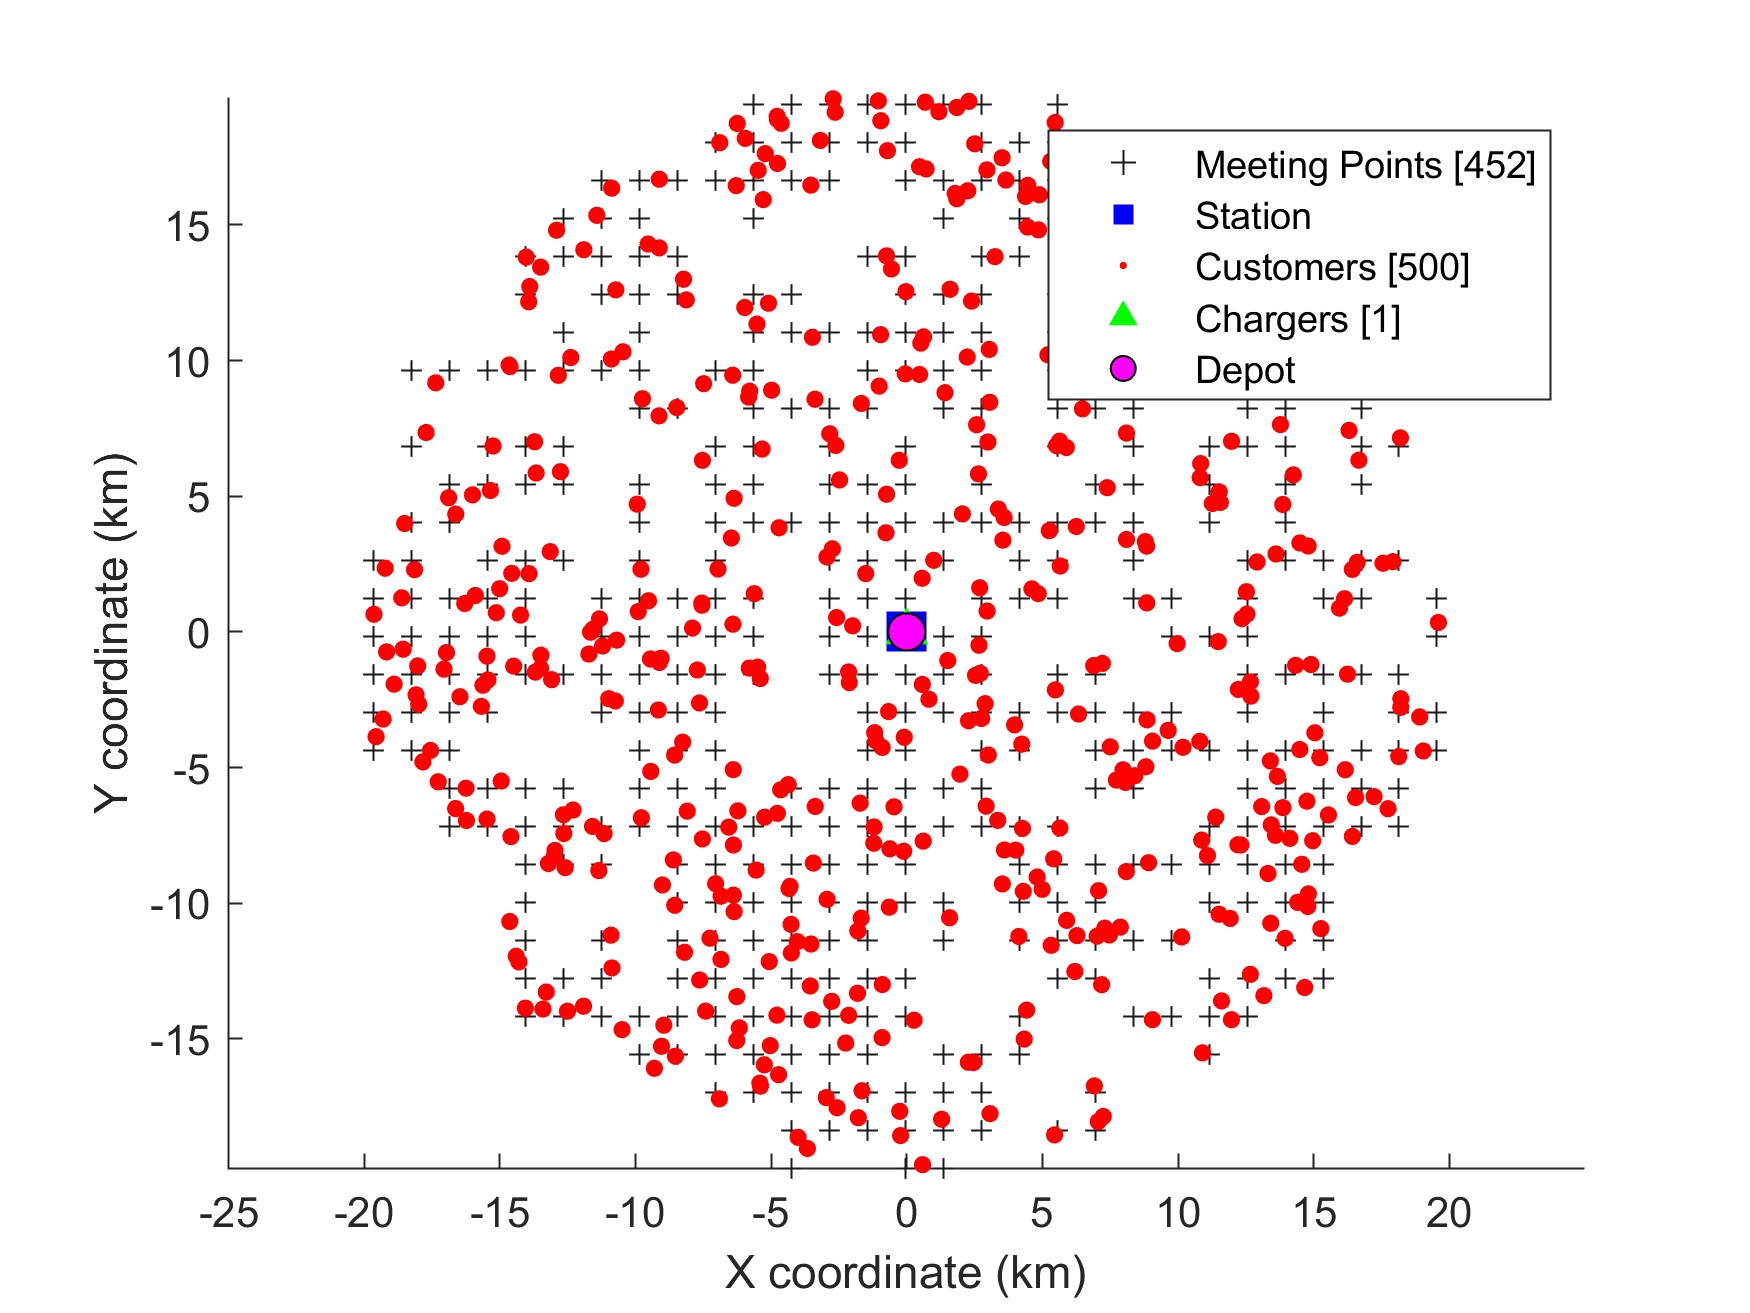 Meeting Points [452]
Station
Customers [500]
Chargers [1]
Depot
15
10
5
0
-5
-10
-15
Y coordinate (km)
-25 -20 -15 -10 -5 0 5 10 15 20
X coordinate (km)